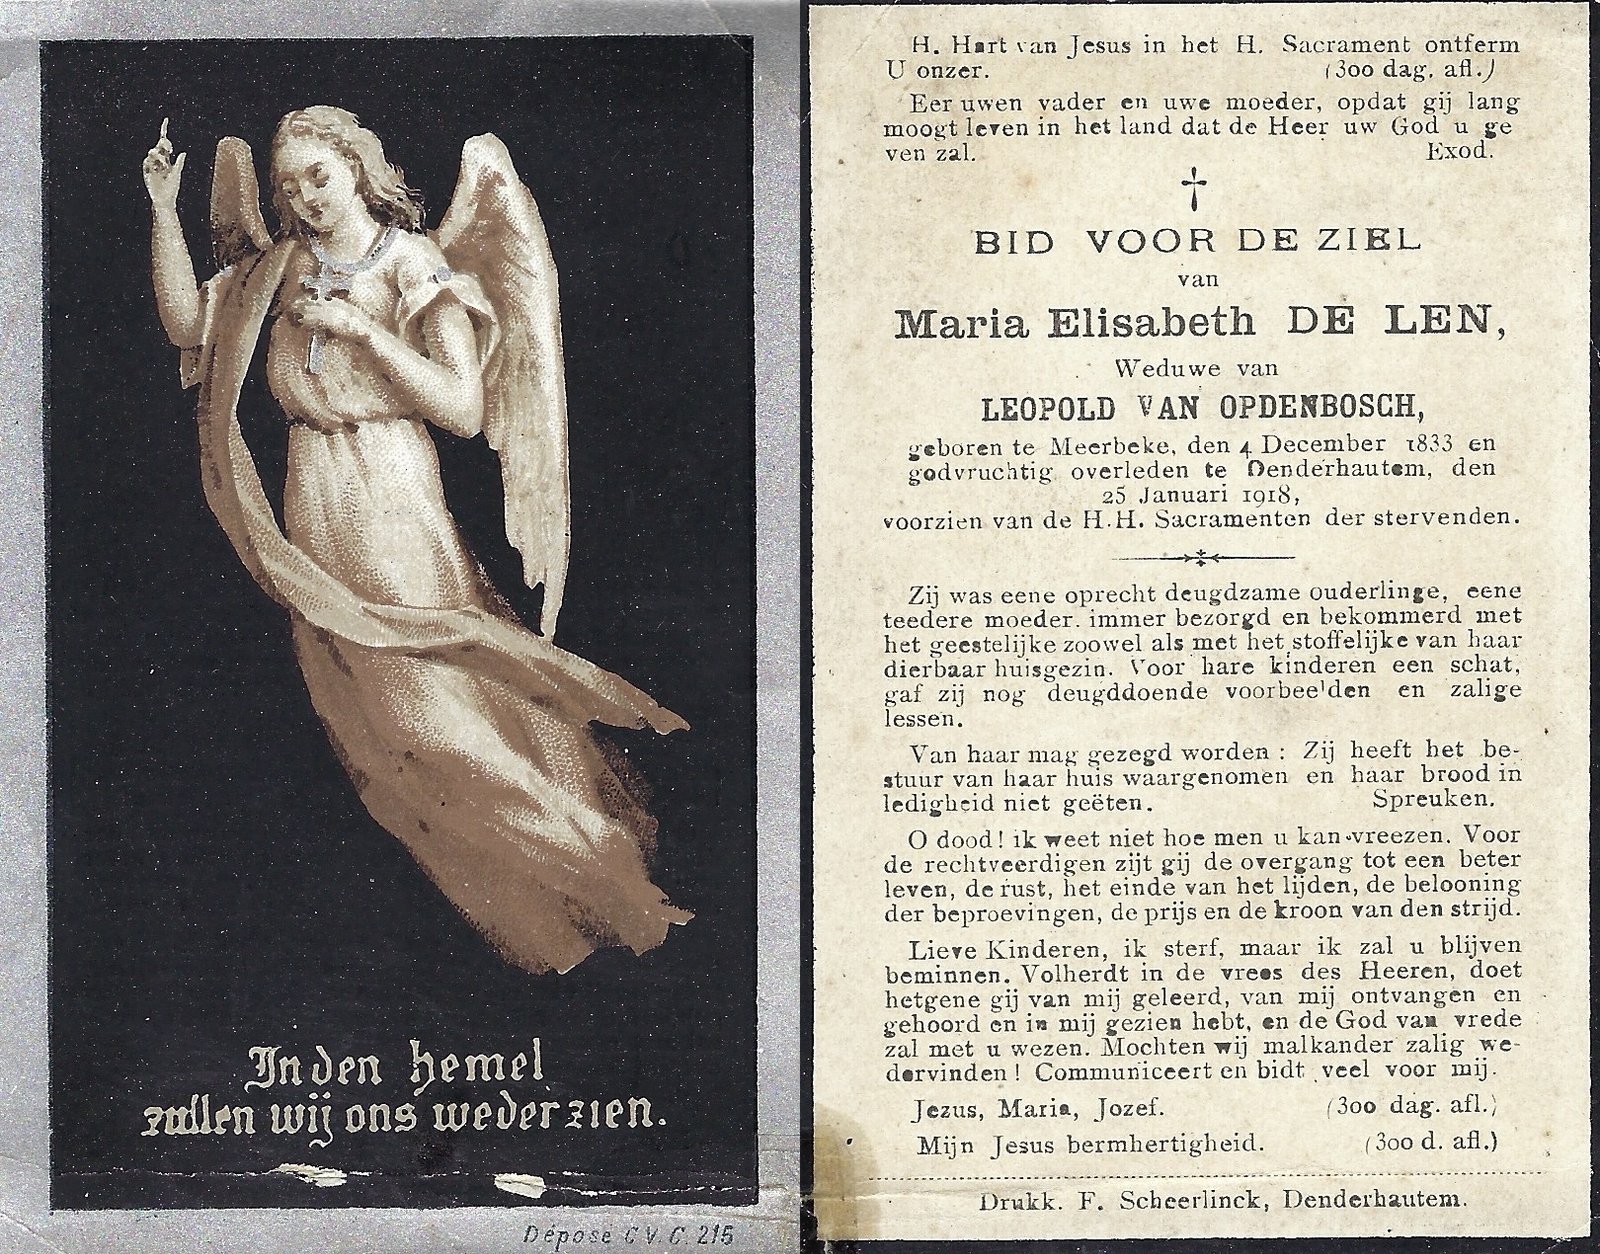 In den hemel
zullen wij ons weder zien.
Déposé C.V.C. 215
H. Hart van Jesus in het H. Sacrament ontferm
U onzer. (300 dag. afl.)
Eer uwen vader en uwe moeder, opdat gij lang
moogt leven in het land dat de Heer uw God u ge
ven zal. Exod.
†
BID VOOR DE ZIEL
van
Maria Elisabeth DE LEN,
Weduwe van
LEOPOLD VAN OPDENBOSCH,
geboren te Meerbeke, den 4 December 1833 en
godvruchtig overleden te Denderhautem, den
25 Januari 1918,
voorzien van de H.H. Sacramenten der stervenden.
Zij was eene oprecht deugdzame ouderlinge, eene
teedere moeder. immer bezorgd en bekommerd met
het geestelijke zoowel als met het stoffelijke van haar
dierbaar huisgezin. Voor hare kinderen een schat,
gaf zij nog deugddoende voorbeelden en zalige
lessen.
Van haar mag gezegd worden : Zij heeft het be-
stuur van haar huis waargenomen en haar brood in
ledigheid niet geëten. Spreuken.
O dood! ik weet niet hoe men u kan vreezen. Voor
de rechtveerdigen zijt gij de overgang tot een beter
leven, de rust, het einde van het lijden, de belooning
der beproevingen, de prijs en de kroon van den strijd.
Lieve Kinderen, ik sterf, maar ik zal u blijven
beminnen. Volherdt in de vrees des Heeren, doet
hetgene gij van mij geleerd, van mij ontvangen en
gehoord en in mij gezien hebt, en de God van vrede
zal met u wezen. Mochten wij malkander zalig we-
dervinden! Communiceert en bidt veel voor mij.
Jezus, Maria, Jozef. (300 dag. afl.)
Mijn Jesus bermhertigheid. (300 d. afl.)
Drukk. F. Scheerlinck, Denderhautem.